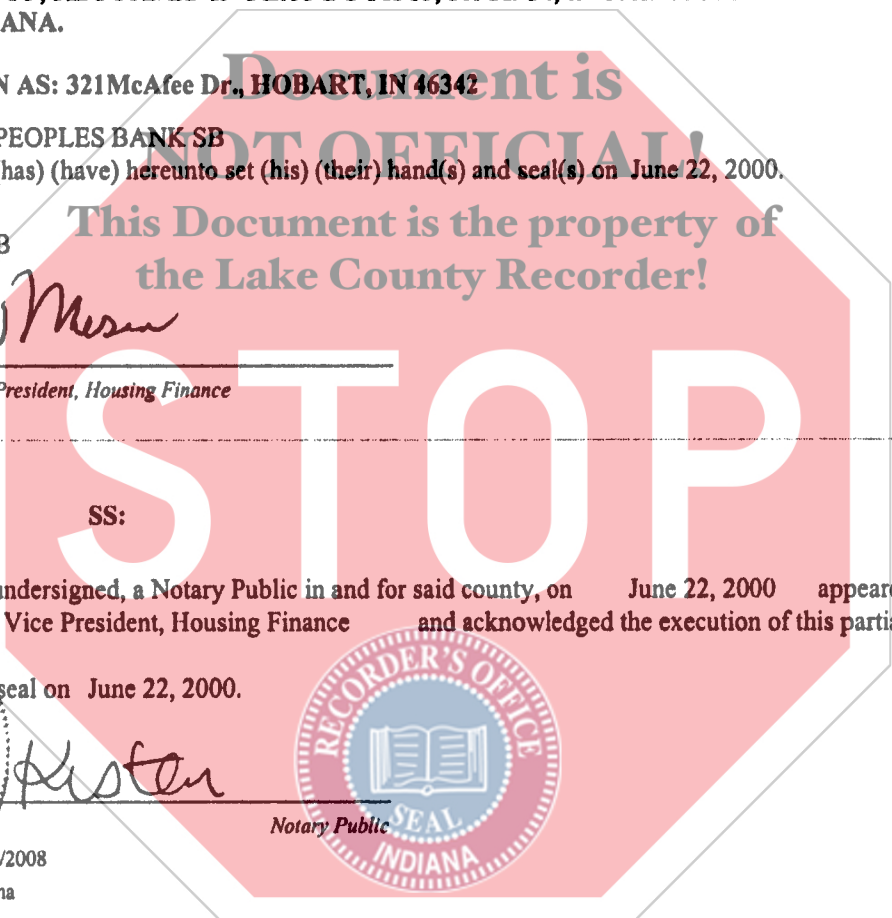 ANA.
Document is
N AS: 321McAfee Dr., HOBART, IN 46342
NOT OFFICIAL!
PEOPLES BANK SB
(has) (have) hereunto set (his) (their) hand(s) and seal(s) on June 22, 2000.
This Document is the property of
B
the Lake County Recorder!
President, Housing Finance
STOP
SS:
undersigned, a Notary Public in and for said county, on June 22, 2000 appeare
Vice President, Housing Finance and acknowledged the execution of this partia
RECORDER'S OFFICE
seal on June 22, 2000.
Notary Public
SEAL
INDIANA
/2008
na